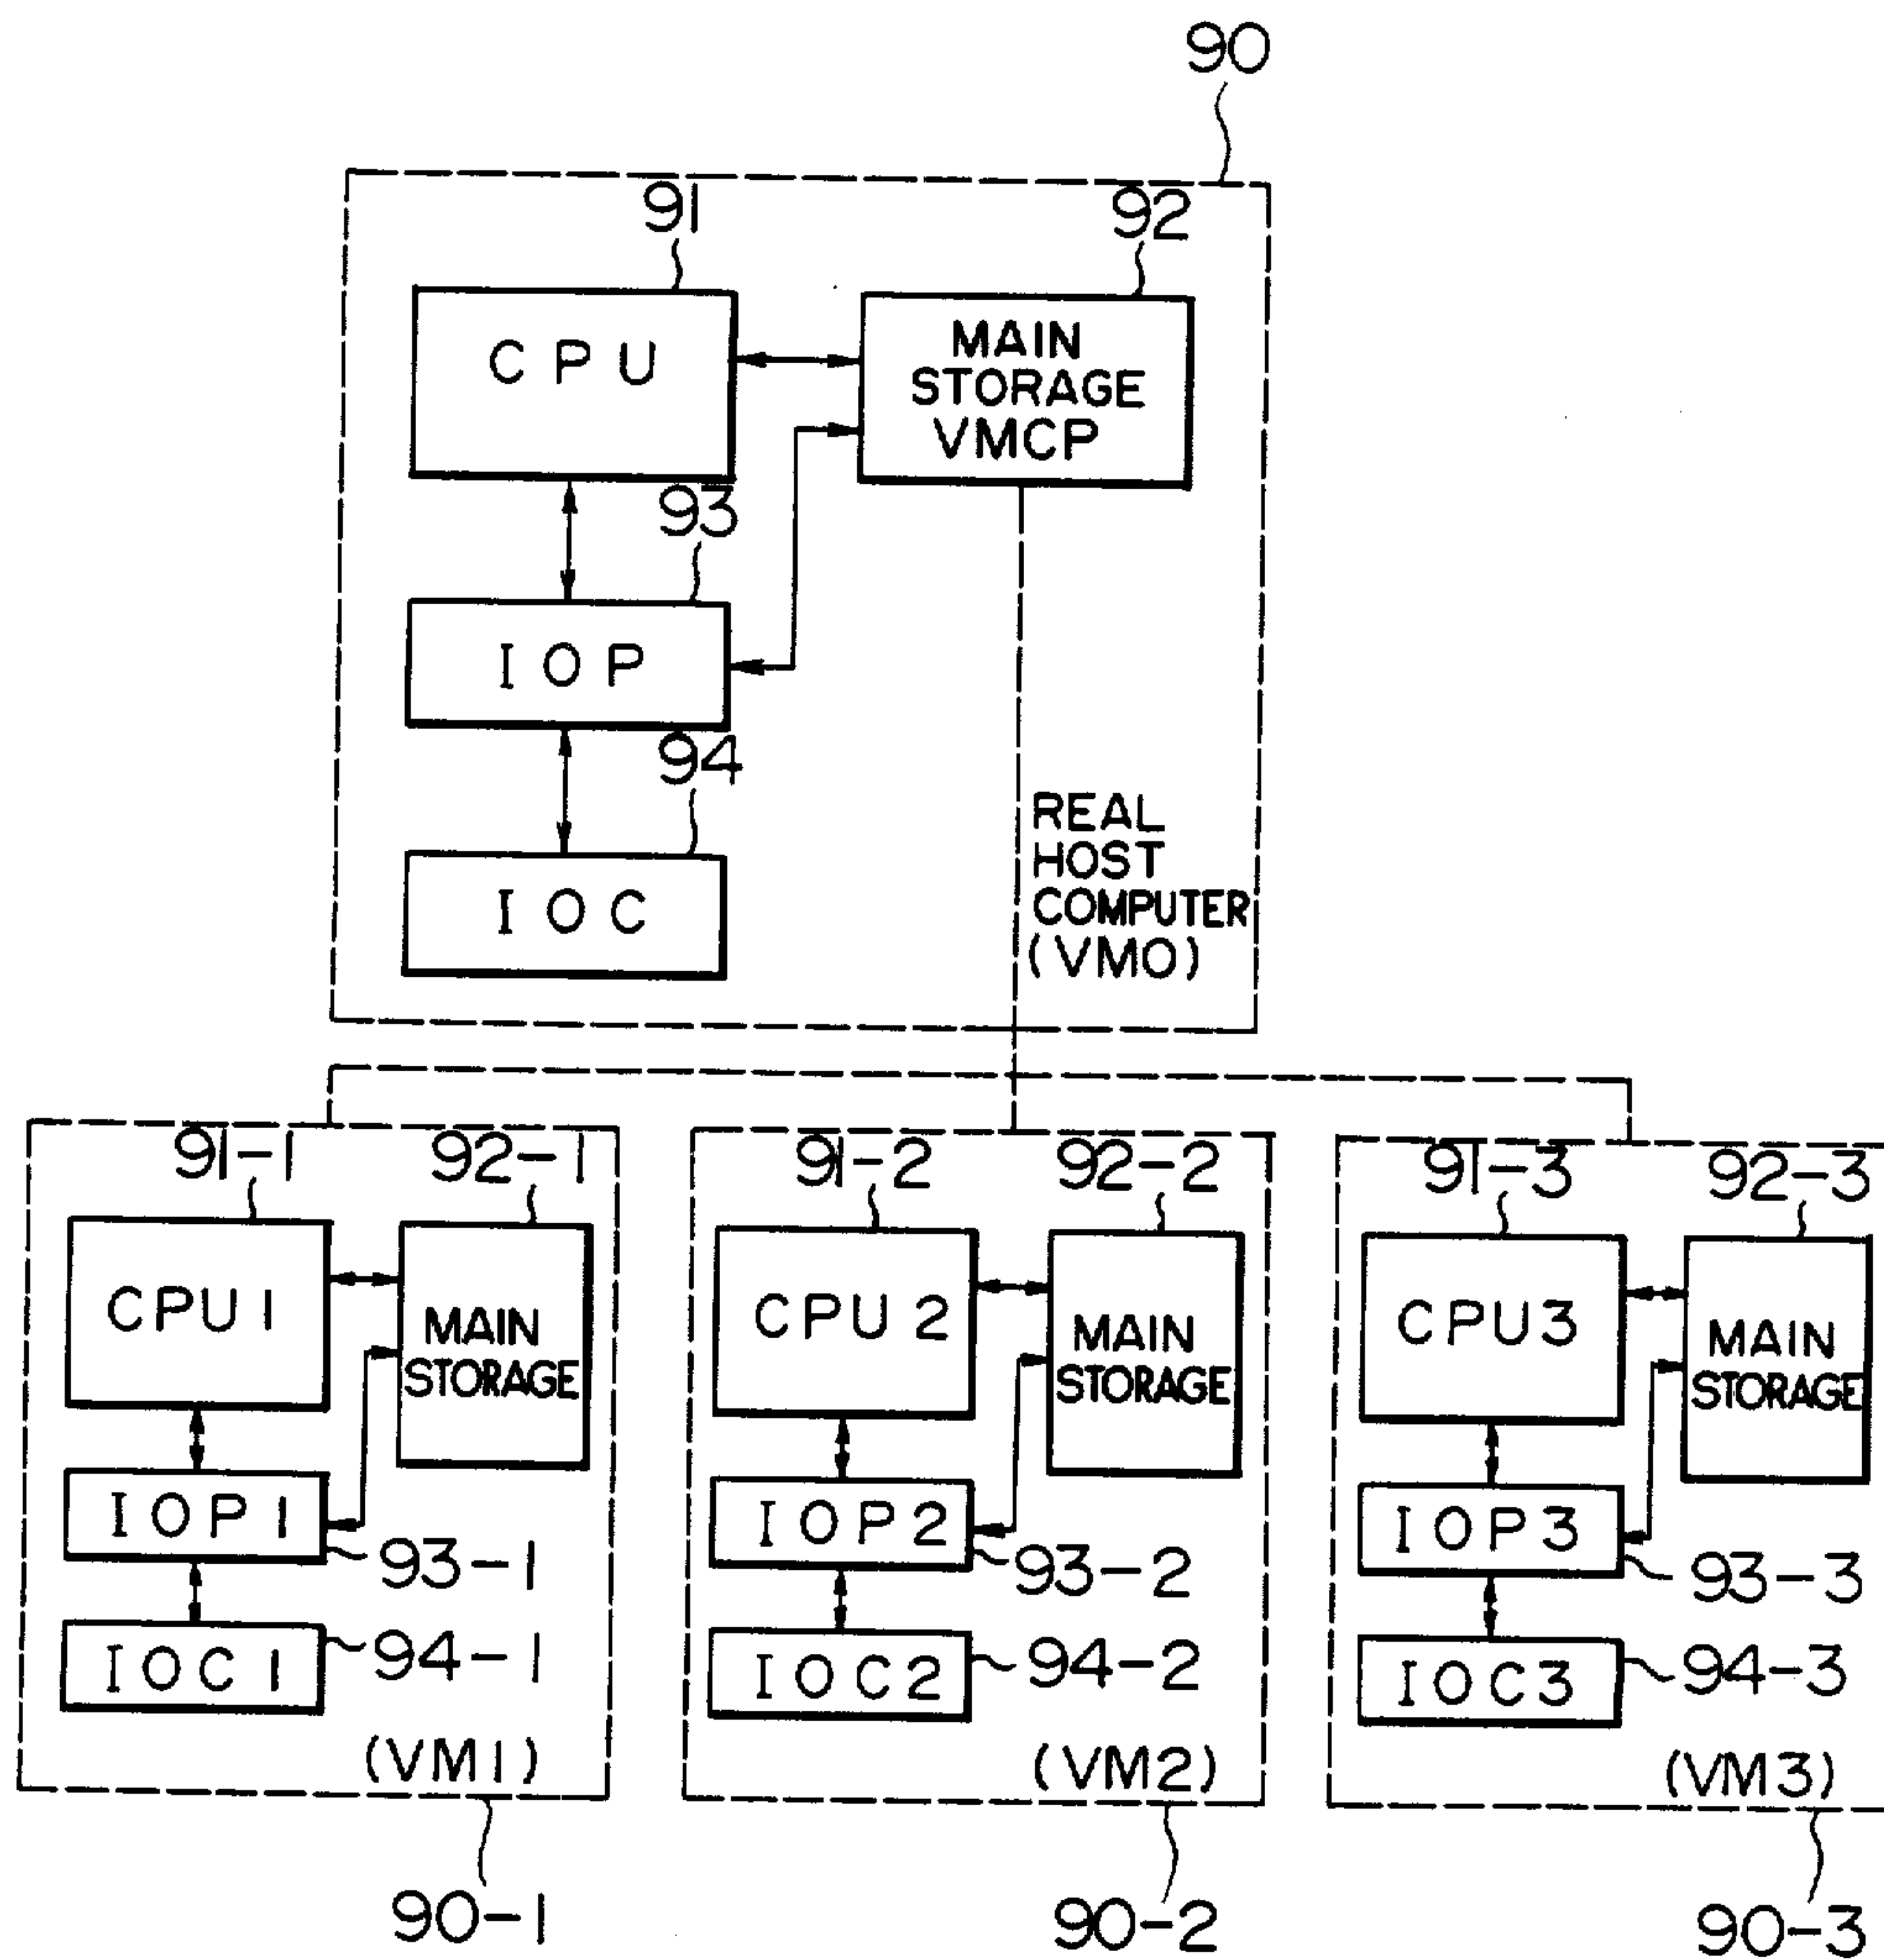 90
91
92
CPU
MAIN
STORAGE
VMCP
93
IOP
94
IOC
REAL
HOST
COMPUTER
(VM0)
91-1
92-1
CPU1
MAIN
STORAGE
IOP1
93-1
IOC1
94-1
(VM1)
90-1
91-2
92-2
CPU2
MAIN
STORAGE
IOP2
93-2
IOC2
94-2
(VM2)
90-2
91-3
92-3
CPU3
MAIN
STORAGE
IOP3
93-3
IOC3
94-3
(VM3)
90-3